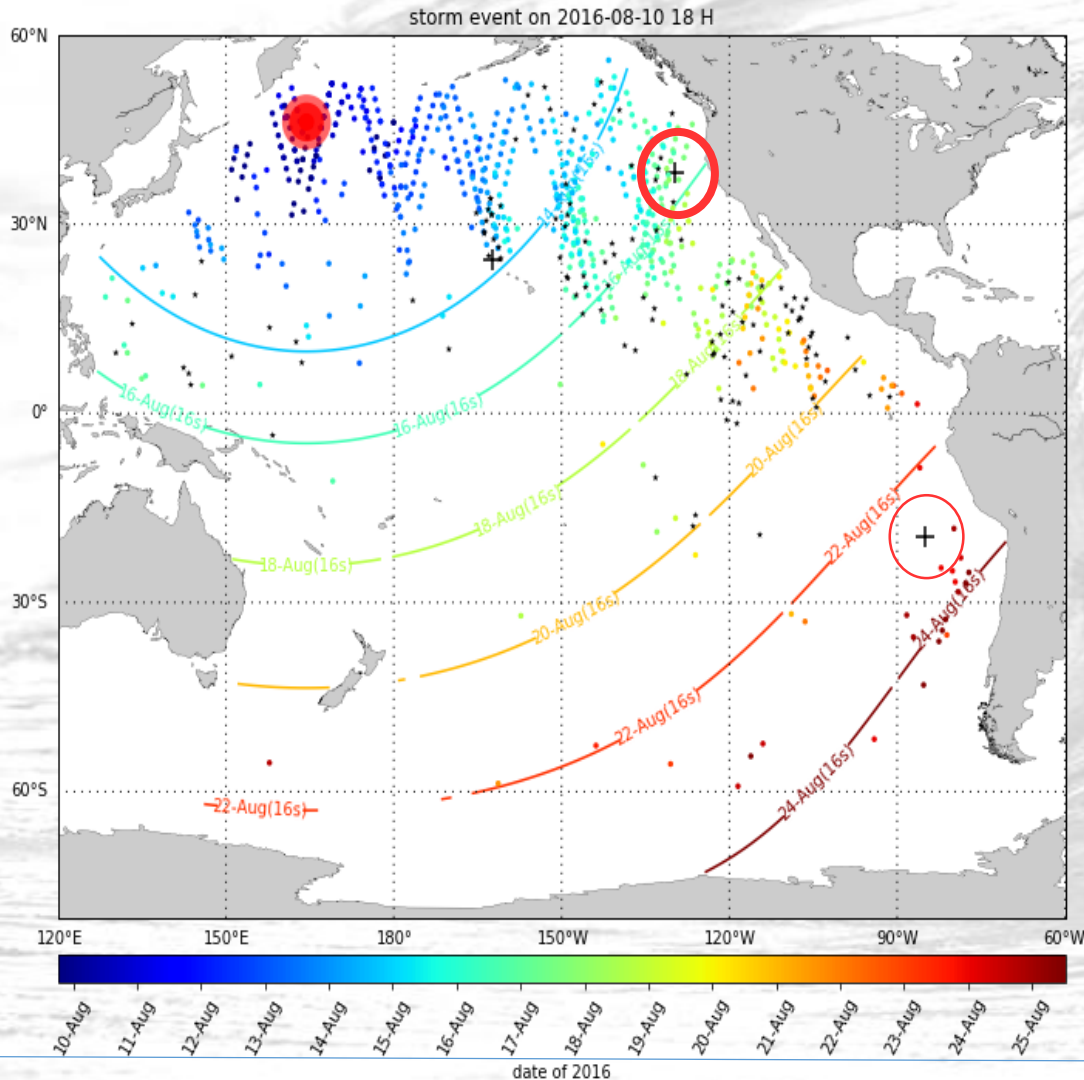 storm event on 2016-08-10 18 H
60°N
30°N
0°
30°S
60°S
14-Aug(16s)
16-Aug(16s)
16-Aug(16s)
16-Aug(16s)
18-Aug(16s)
18-Aug(16s)
18-Aug(16s)
20-Aug(16s)
20-Aug(16s)
22-Aug(16s)
22-Aug(16s)
22-Aug(16s)
24-Aug(16s)
24-Aug(16s)
120°E 150°E 180° 150°W 120°W 90°W 60°W
10-Aug 11-Aug 12-Aug 13-Aug 14-Aug 15-Aug 16-Aug 17-Aug 18-Aug 19-Aug 20-Aug 21-Aug 22-Aug 23-Aug 24-Aug 25-Aug
date of 2016